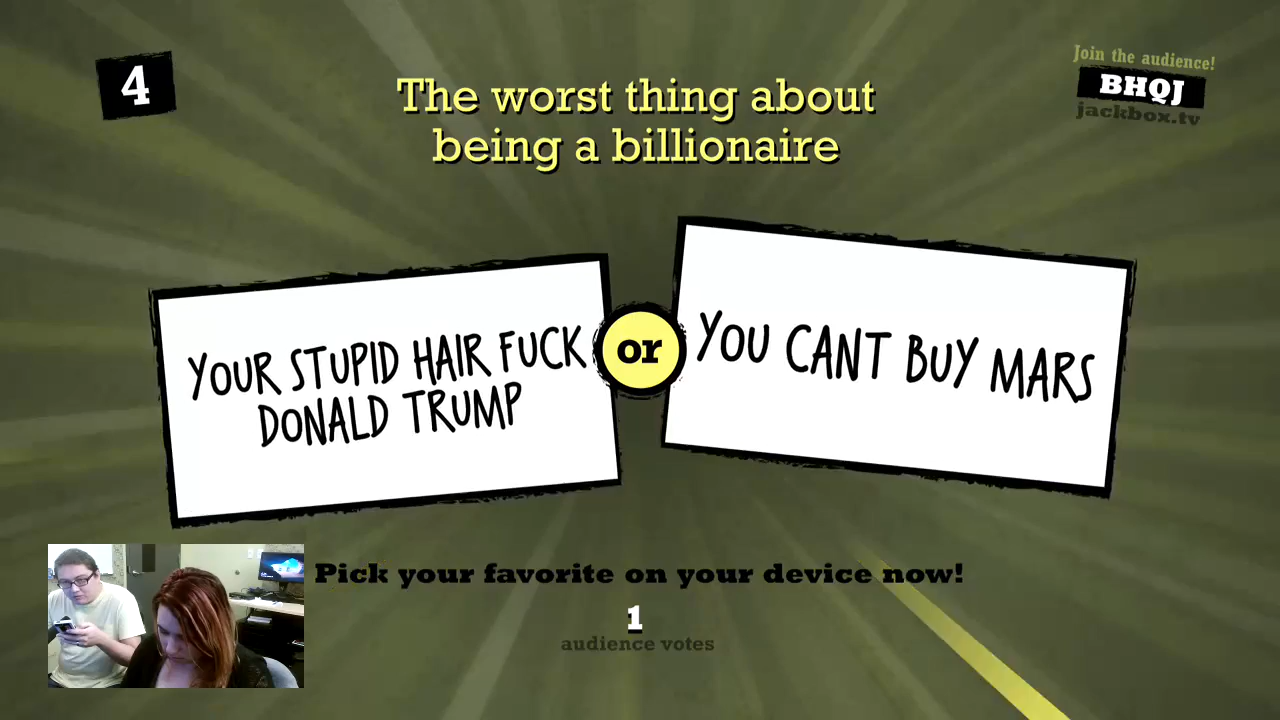 4
The worst thing about
being a billionaire
Join the audience!
BHQJ
jackbox.tv
YOUR STUPID HAIR FUCK
DONALD TRUMP
or
YOU CANT BUY MARS
Pick your favorite on your device now!
1
audience votes